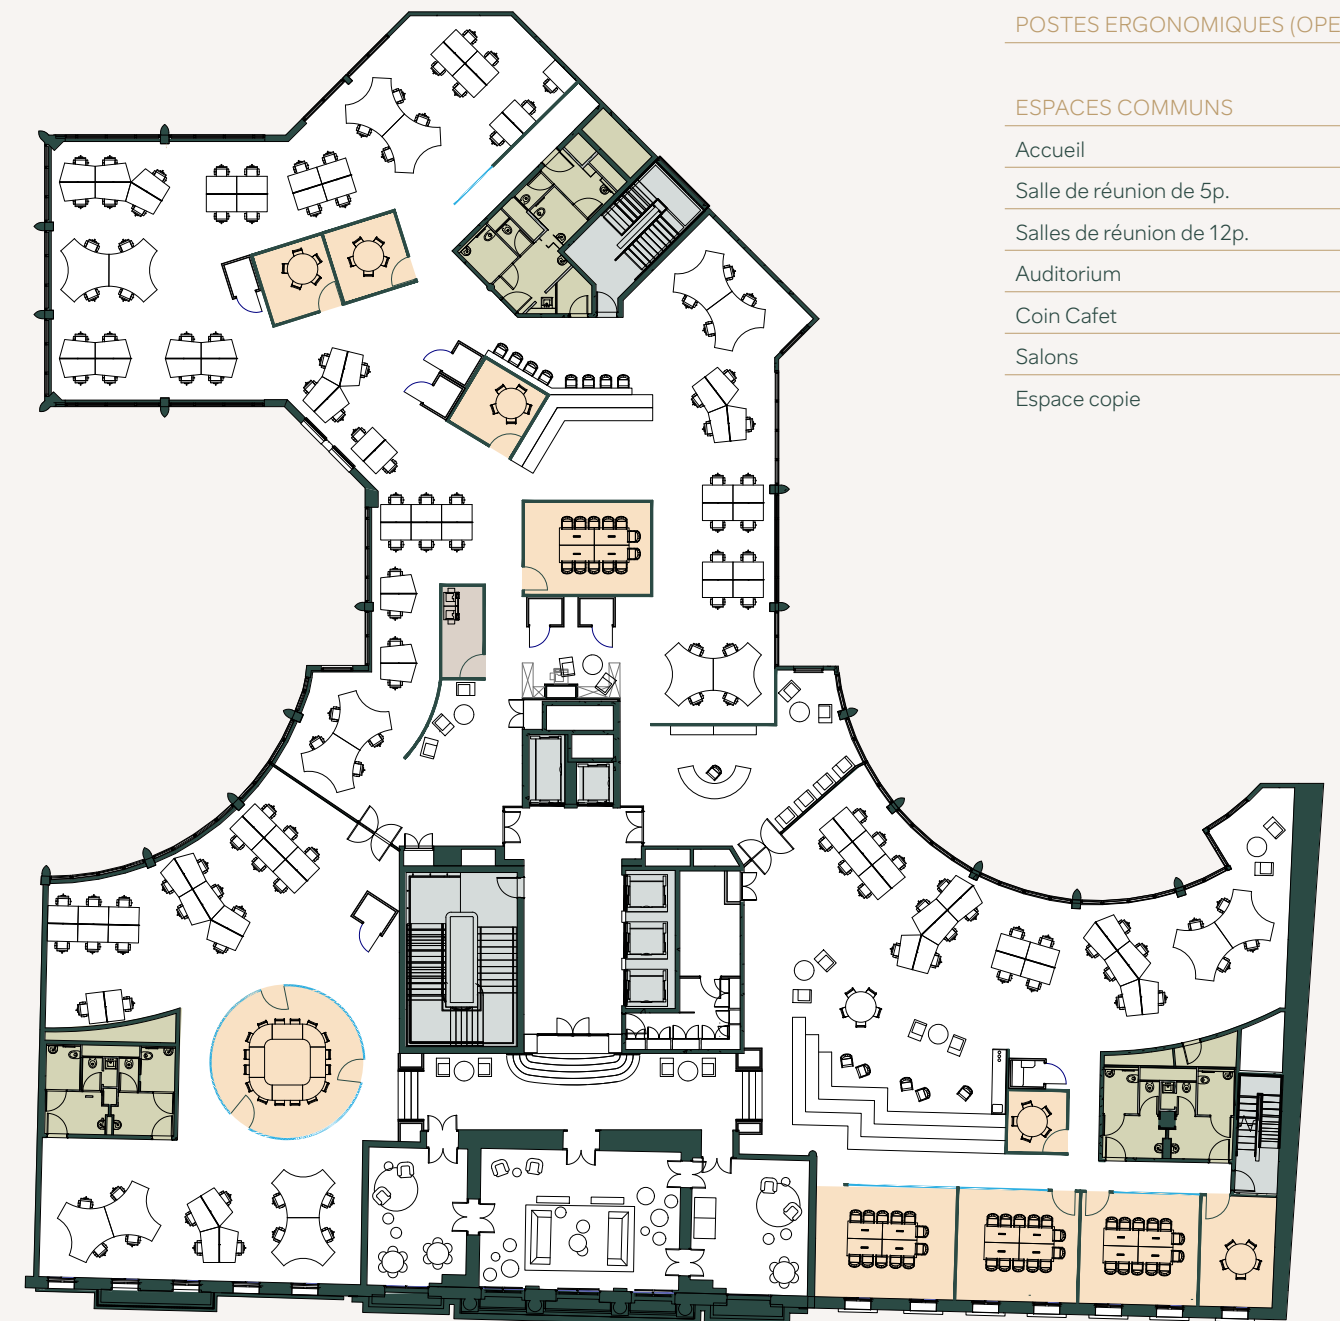 POSTES ERGONOMIQUES (OPE
ESPACES COMMUNS
Accueil
Salle de réunion de 5p.
Salles de réunion de 12p.
Auditorium
Coin Cafet
Salons
Espace copie